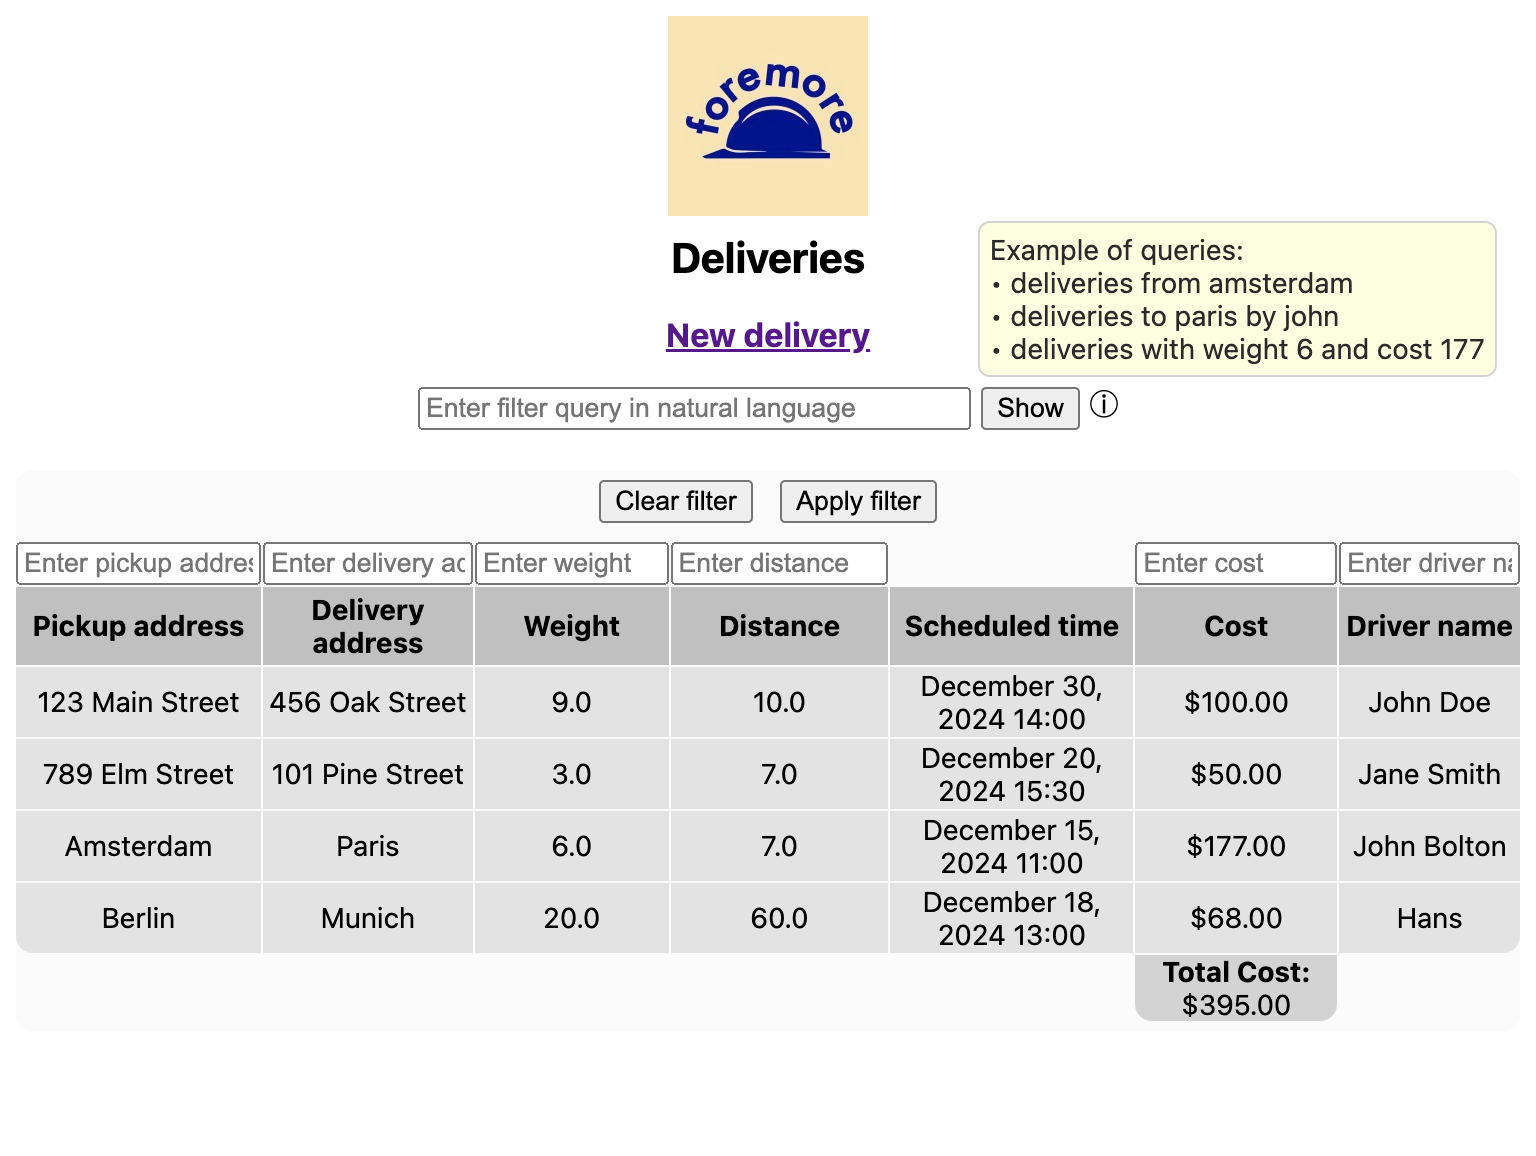 foremore
Deliveries
New delivery
Example of queries:
• deliveries from amsterdam
• deliveries to paris by john
• deliveries with weight 6 and cost 177
Enter filter query in natural language Show ⓘ
Clear filter Apply filter
Enter pickup addres Enter delivery ac Enter weight Enter distance Enter cost Enter driver na
Pickup address Delivery address Weight Distance Scheduled time Cost Driver name
123 Main Street 456 Oak Street 9.0 10.0 December 30, 2024 14:00 $100.00 John Doe
789 Elm Street 101 Pine Street 3.0 7.0 December 20, 2024 15:30 $50.00 Jane Smith
Amsterdam Paris 6.0 7.0 December 15, 2024 11:00 $177.00 John Bolton
Berlin Munich 20.0 60.0 December 18, 2024 13:00 $68.00 Hans
Total Cost:
$395.00